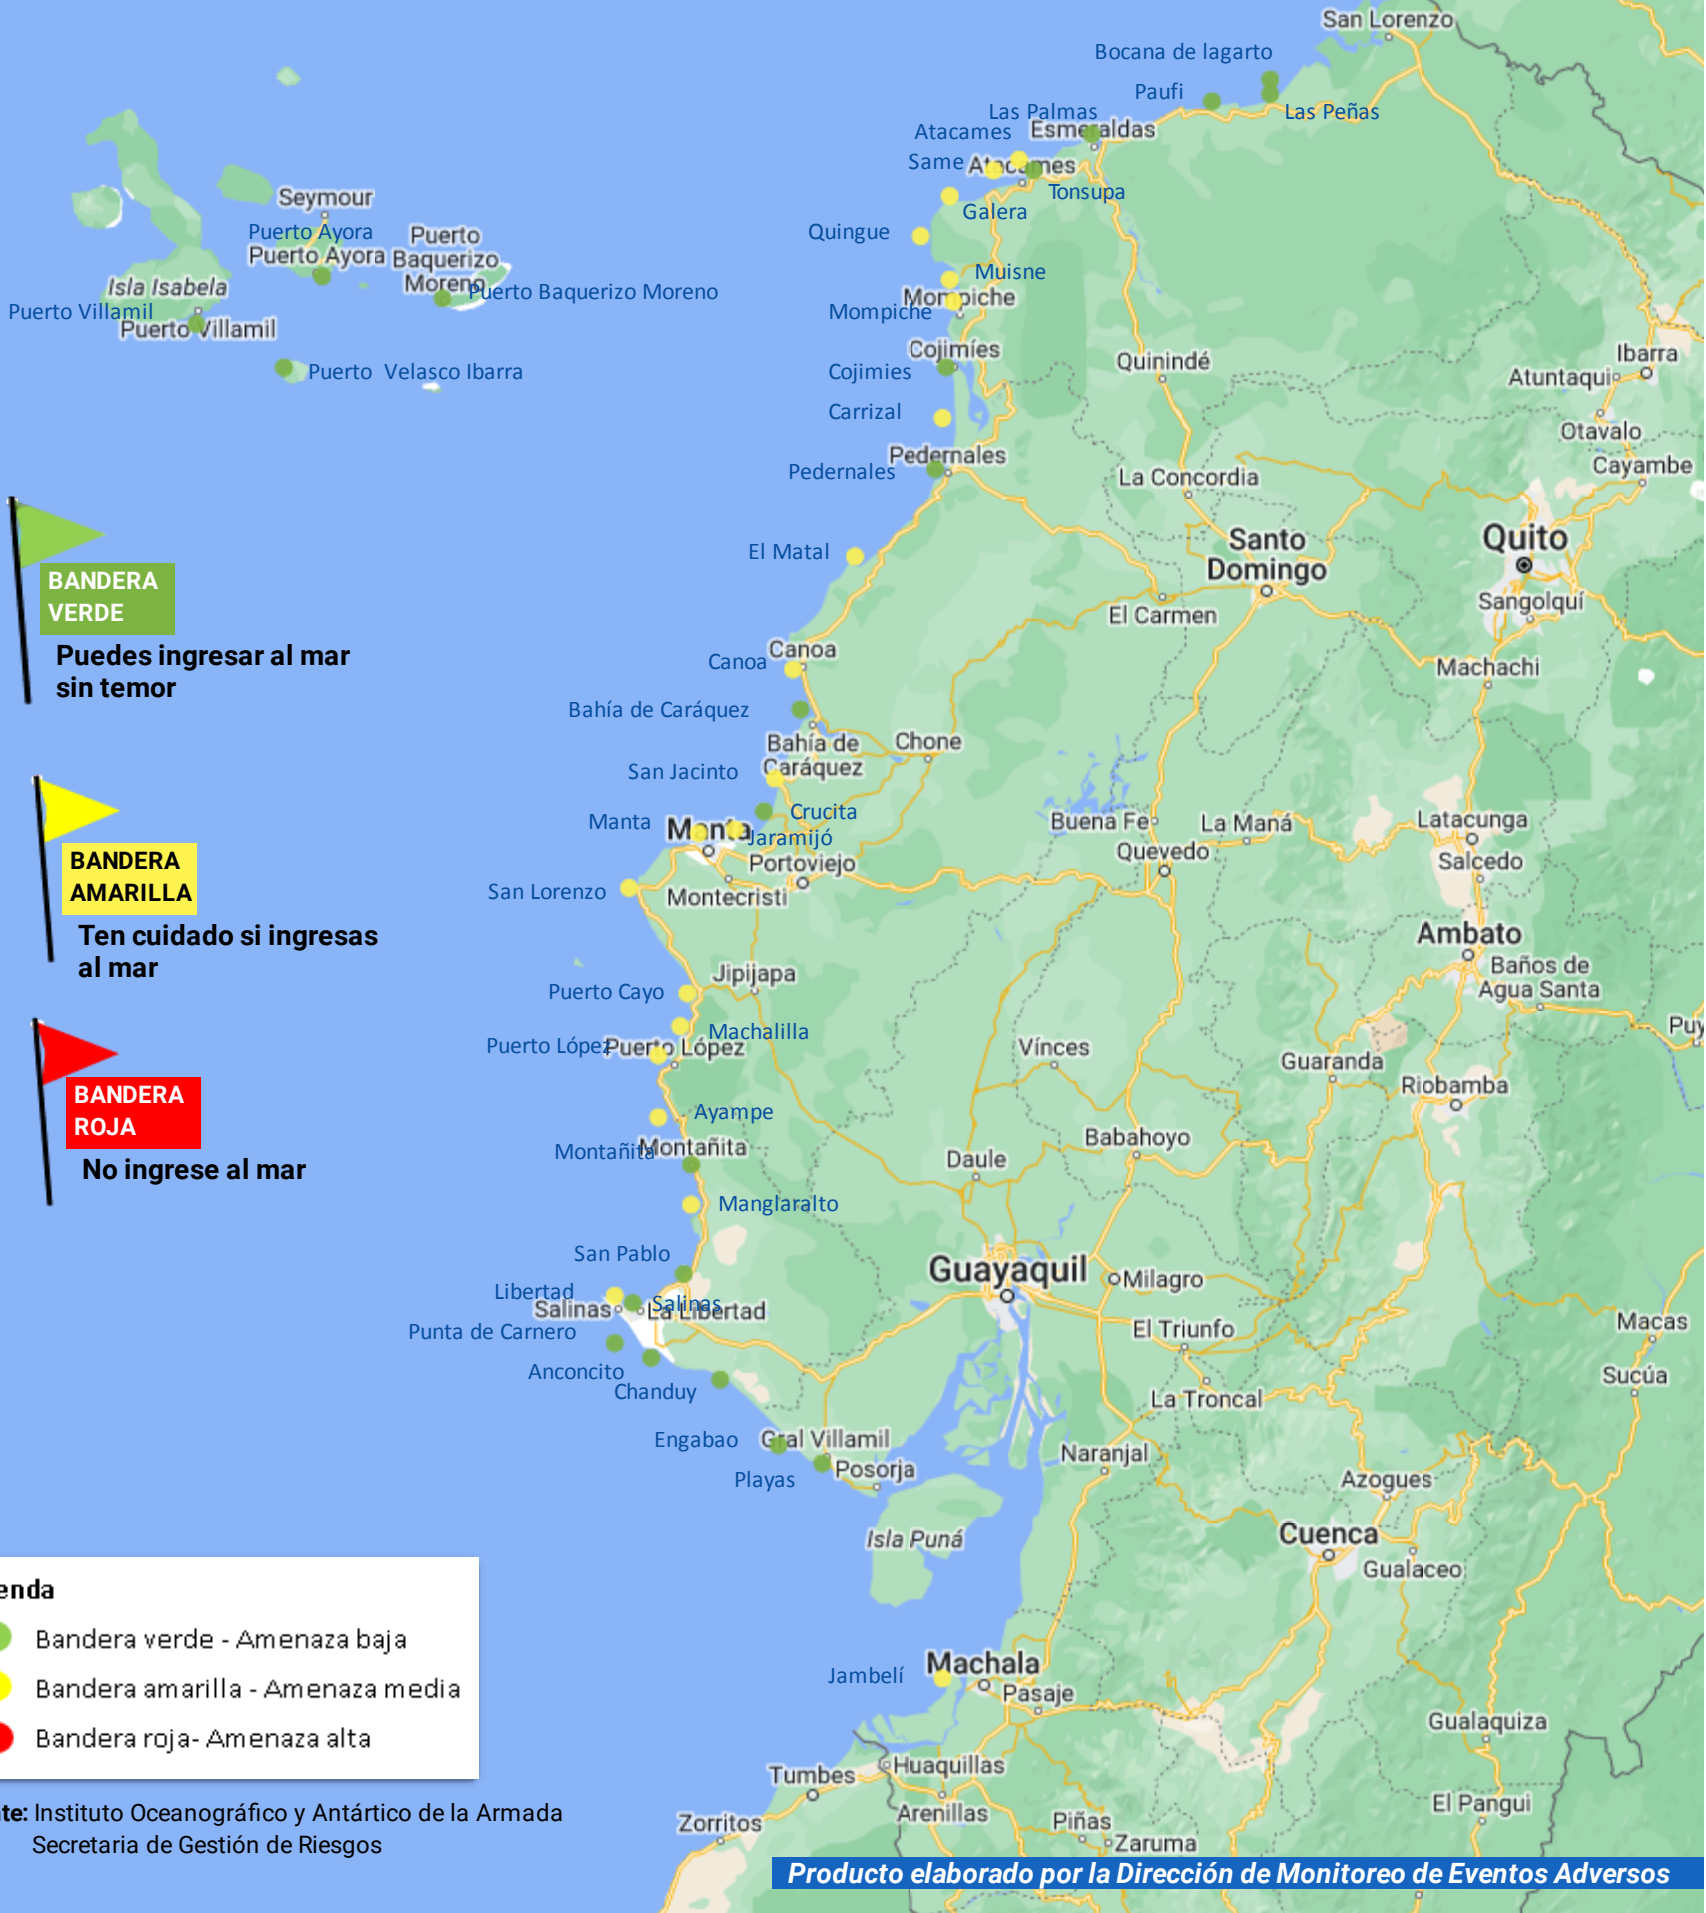 San Lorenzo
Bocana de lagarto
Paufi
Las Peñas
Las Palmas
Esmeraldas
Atacames
Same
Atacames
Tonsupa
Galera
Quingue
Muisne
Mompiche
Mompiche
Cojimíes
Cojimies
Carrizal
Pedernales
Pedernales
El Matal
Canoa
Canoa
Bahía de Caráquez
Bahía de
Caráquez
Chone
San Jacinto
Crucita
Manta
Manta
Jaramijó
Portoviejo
Montecristi
San Lorenzo
Jipijapa
Puerto Cayo
Machalilla
Puerto López
Puerto López
Ayampe
Montañita
Montañita
Manglaralto
San Pablo
Libertad
Salinas
Salinas
La Libertad
Punta de Carnero
Anconcito
Chanduy
Engabao
Gral Villamil
Playas
Posorja
Isla Puná
Jambelí
Machala
Pasaje
Huaquillas
Tumbes
Zorritos
Arenillas
Piñas
Zaruma
Seymour
Puerto Ayora
Puerto Ayora
Puerto
Baquerizo
Moreno
Puerto Baquerizo Moreno
Isla Isabela
Puerto Villamil
Puerto Villamil
Puerto Velasco Ibarra
Quinindé
Ibarra
Atuntaqui
Otavalo
Cayambe
La Concordia
Santo
Domingo
Quito
Sangolquí
El Carmen
Machachi
Buena Fe
La Maná
Latacunga
Quevedo
Salcedo
Ambato
Baños de
Agua Santa
Puy
Vínces
Guaranda
Riobamba
Babahoyo
Daule
Guayaquil
Milagro
El Triunfo
Macas
Sucúa
La Troncal
Naranjal
Azogues
Cuenca
Gualaceo
Gualaquiza
El Pangui
BANDERA
VERDE
Puedes ingresar al mar
sin temor
BANDERA
AMARILLA
Ten cuidado si ingresas
al mar
BANDERA
ROJA
No ingrese al mar
enda
Bandera verde - Amenaza baja
Bandera amarilla - Amenaza media
Bandera roja- Amenaza alta
te: Instituto Oceanográfico y Antártico de la Armada
Secretaria de Gestión de Riesgos
Producto elaborado por la Dirección de Monitoreo de Eventos Adversos